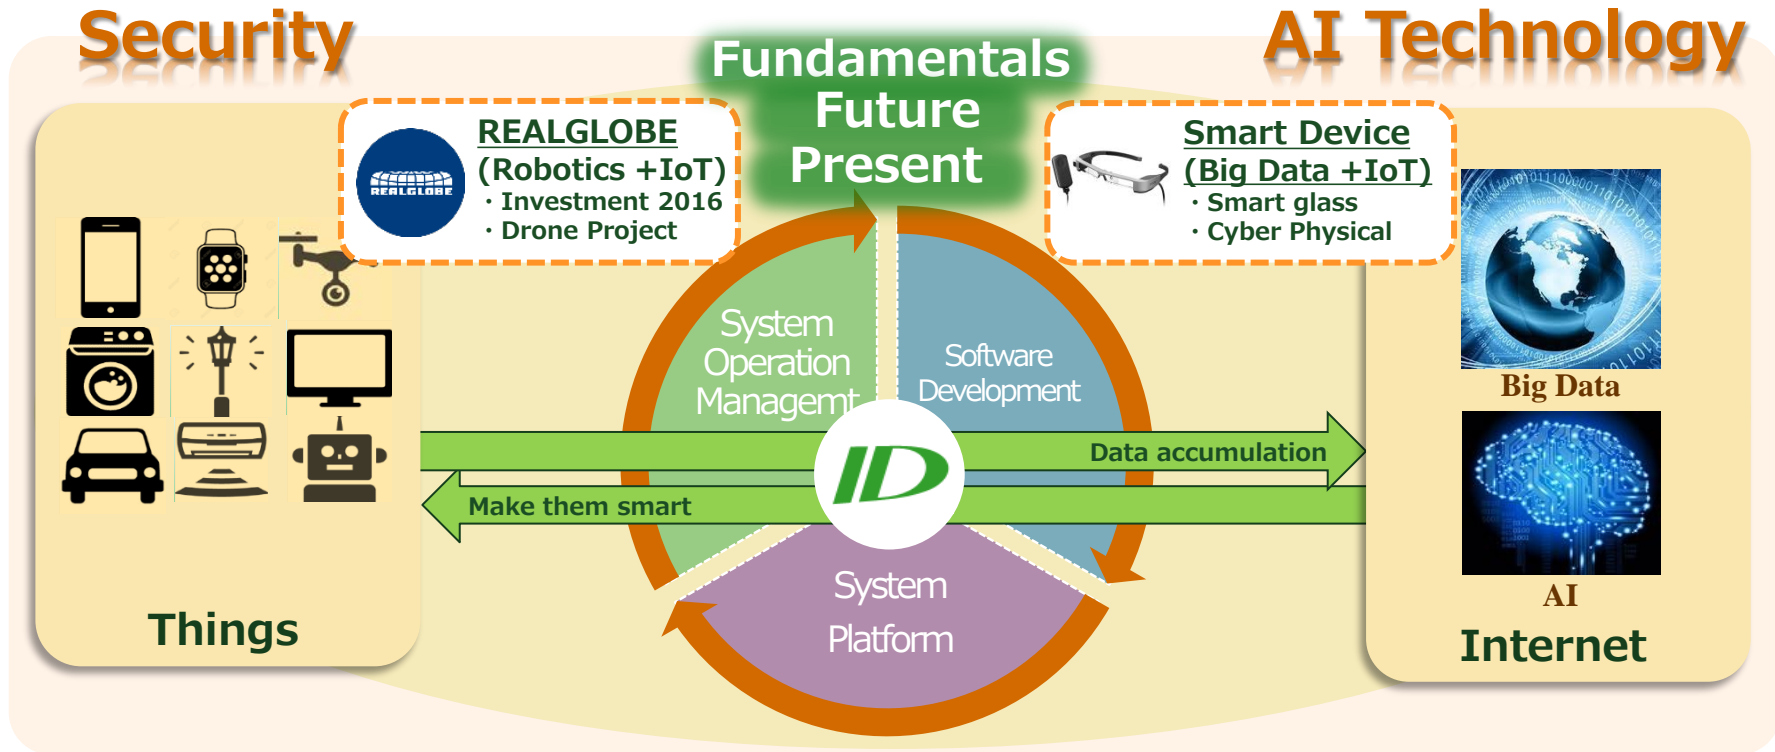 Security
AI Technology
Fundamentals
Future
Present
REALGLOBE
(Robotics +IoT)
・Investment 2016
・Drone Project
REALGLOBE
Smart Device
(Big Data +IoT)
・Smart glass
・Cyber Physical
System
Operation
Managemt
Software
Development
System
Platform
ID
Data accumulation
Make them smart
Things
Big Data
AI
Internet